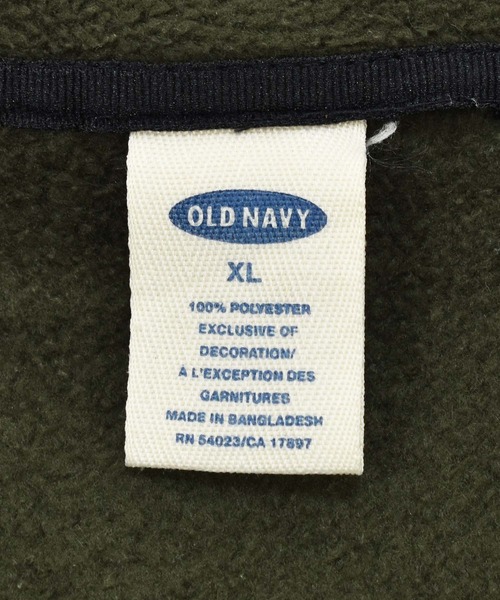 OLD NAVY
XL
100% POLYESTER
EXCLUSIVE OF
DECORATION/
À L'EXCEPTION DES
GARNITURES
MADE IN BANGLADESH
RN 54023/CA 17897